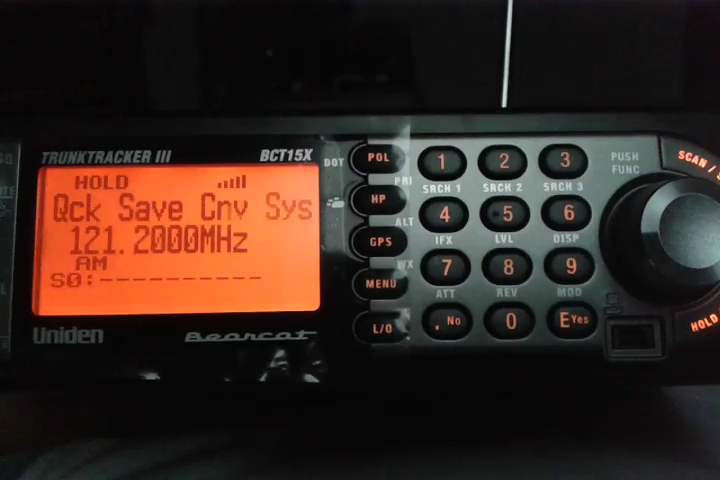 TRUNKTRACKER III
BCT15X
HOLD
Qck Save Cnv Sys
121.2000MHz
AM
S0:----------
Uniden
Bearcat
DOT
POL
PRI
HP
ALT
GPS
WX
MENU
L/O
1 2 3
SRCH 1 SRCH 2 SRCH 3
4 5 6
IFX LVL DISP
7 8 9
ATT REV MOD
. No 0 E Yes
PUSH
FUNC
SCAN /
HOLD